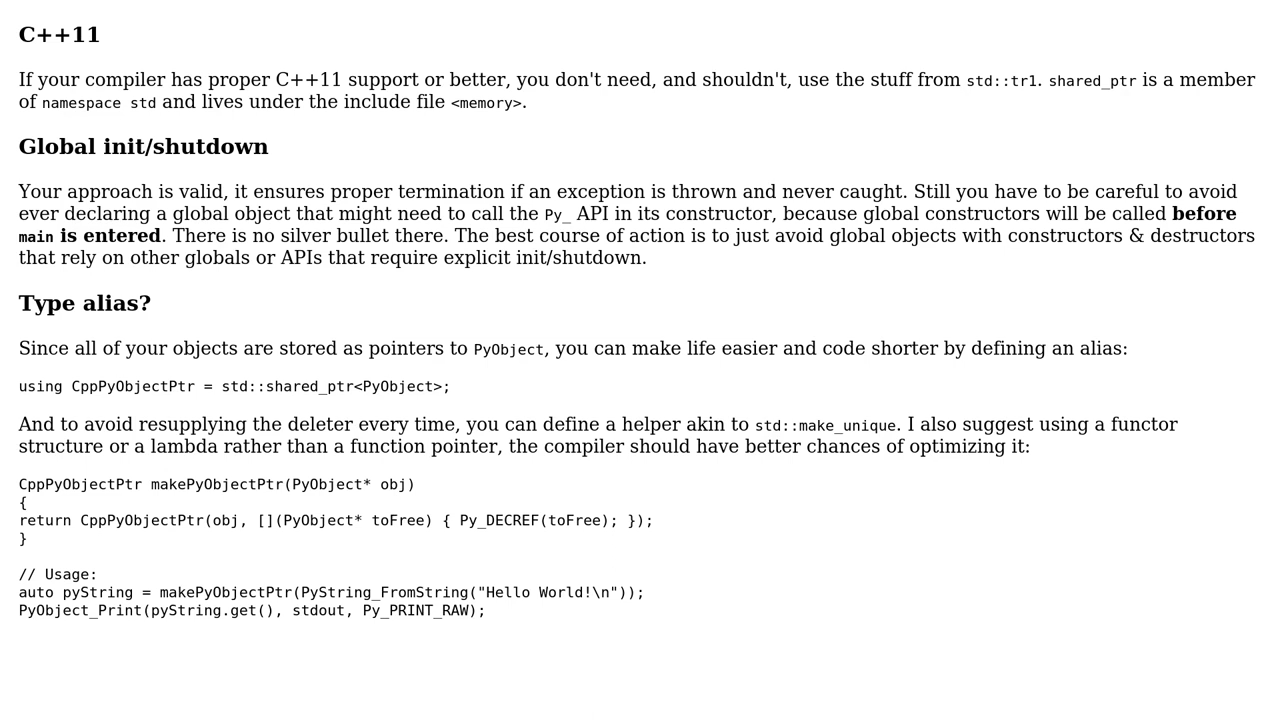 C++11
If your compiler has proper C++11 support or better, you don't need, and shouldn't, use the stuff from std::tr1. shared_ptr is a member
of namespace std and lives under the include file <memory>.
Global init/shutdown
Your approach is valid, it ensures proper termination if an exception is thrown and never caught. Still you have to be careful to avoid
ever declaring a global object that might need to call the Py_ API in its constructor, because global constructors will be called before
main is entered. There is no silver bullet there. The best course of action is to just avoid global objects with constructors & destructors
that rely on other globals or APIs that require explicit init/shutdown.
Type alias?
Since all of your objects are stored as pointers to PyObject, you can make life easier and code shorter by defining an alias:
using CppPyObjectPtr = std::shared_ptr<PyObject>;
And to avoid resupplying the deleter every time, you can define a helper akin to std::make_unique. I also suggest using a functor
structure or a lambda rather than a function pointer, the compiler should have better chances of optimizing it:
CppPyObjectPtr makePyObjectPtr(PyObject* obj)
{
return CppPyObjectPtr(obj, [](PyObject* toFree) { Py_DECREF(toFree); });
}
// Usage:
auto pyString = makePyObjectPtr(PyString_FromString("Hello World!\n"));
PyObject_Print(pyString.get(), stdout, Py_PRINT_RAW);